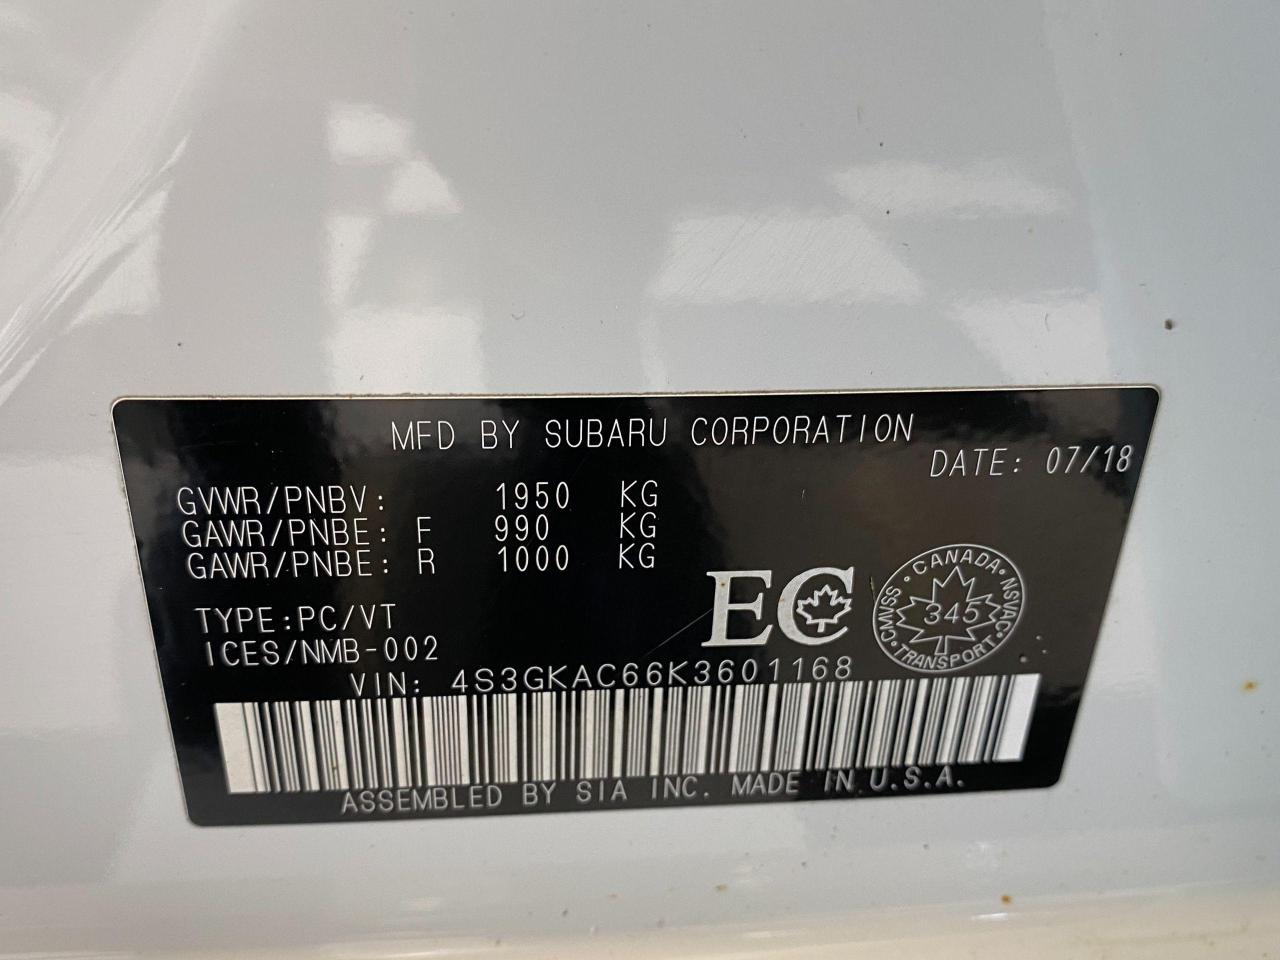 MFD BY SUBARU CORPORATION
DATE: 07/18
GVWR/PNBV: 1950 KG
GAWR/PNBE: F 990 KG
GAWR/PNBE: R 1000 KG
TYPE:PC/VT
ICES/NMB-002
EC
CANADA · NSVAC · TRANSPORT · CMVSS ·
345
VIN: 4S3GKAC66K3601168
ASSEMBLED BY SIA INC. MADE IN U.S.A.